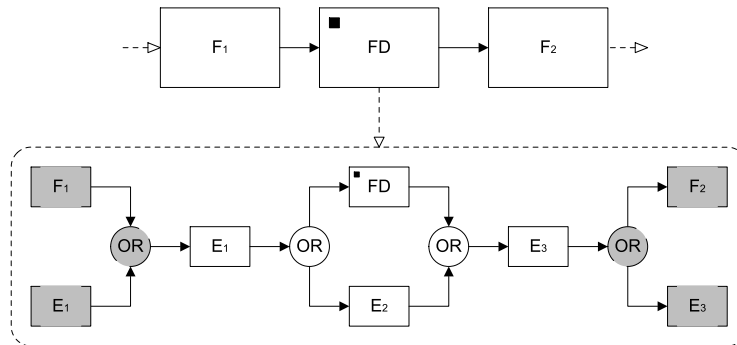 F₁ FD F₂
F₁ FD F₂
OR E₁ OR OR E₃ OR
E₁ E₂ E₃